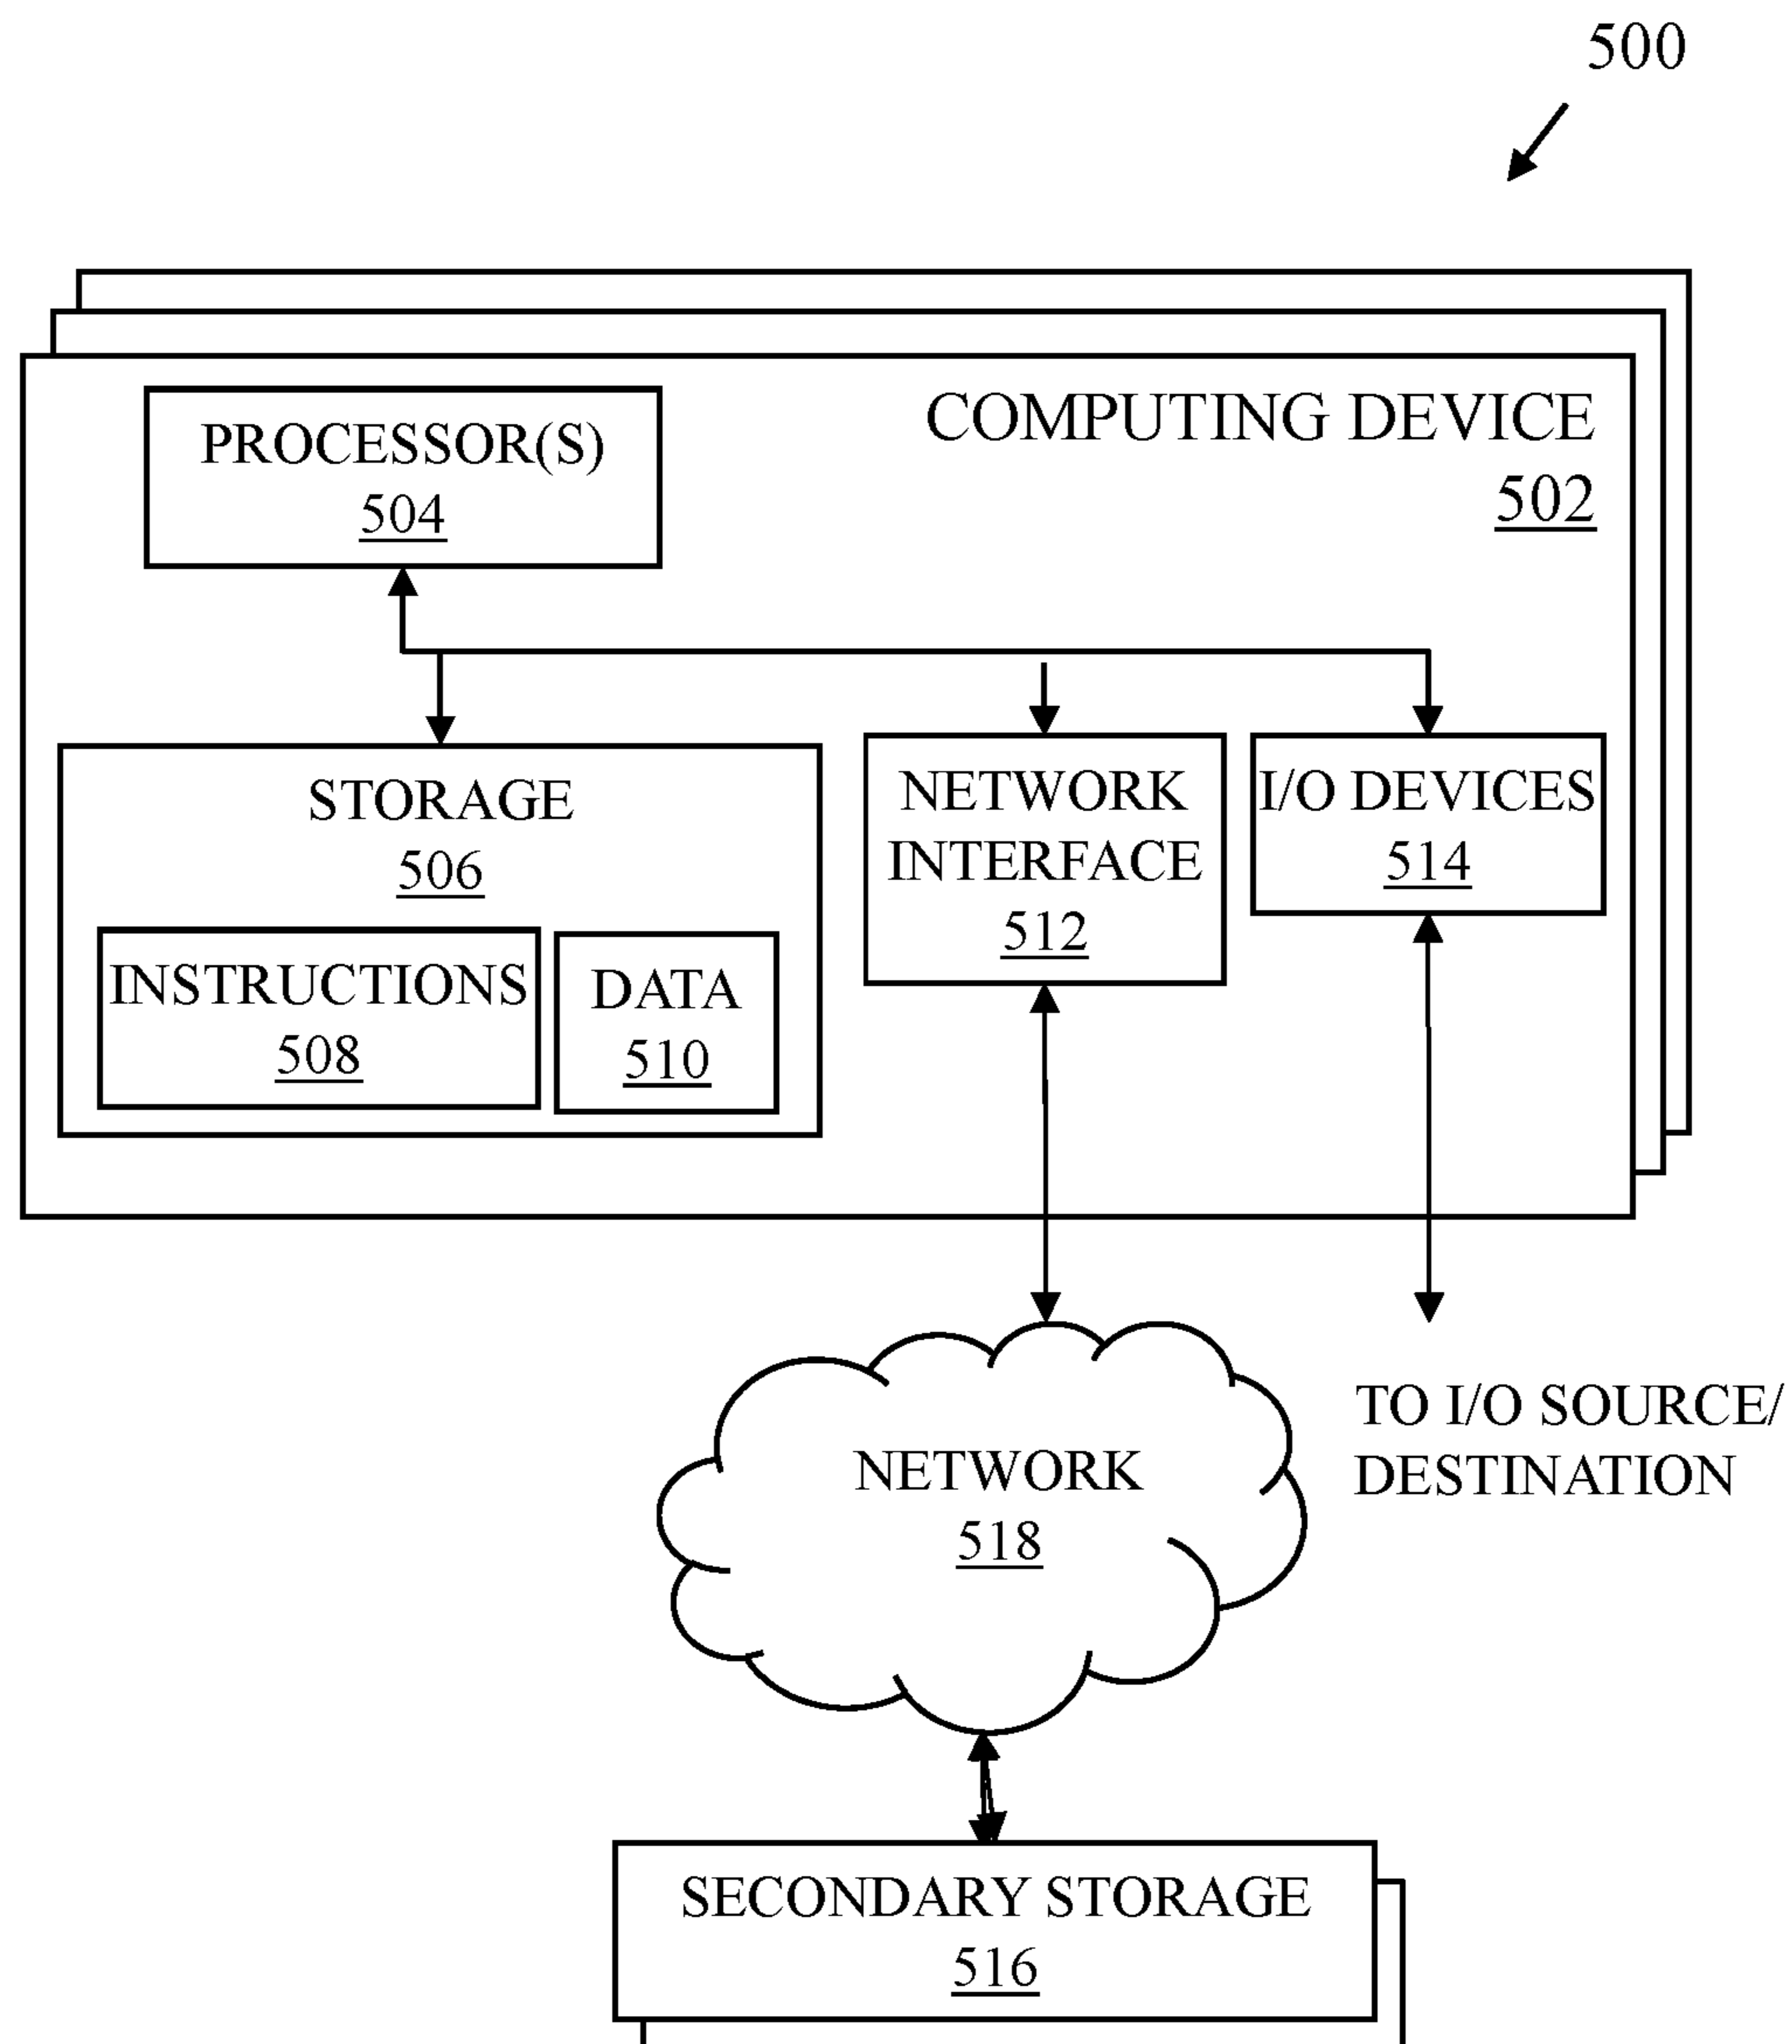 500
COMPUTING DEVICE
502
PROCESSOR(S)
504
STORAGE
506
INSTRUCTIONS
508
DATA
510
NETWORK
INTERFACE
512
I/O DEVICES
514
NETWORK
518
TO I/O SOURCE/
DESTINATION
SECONDARY STORAGE
516